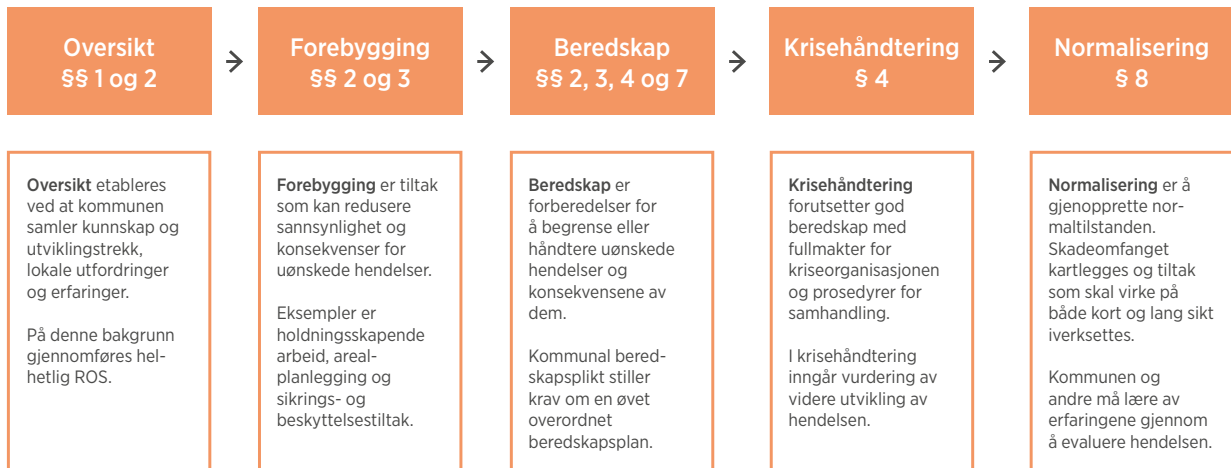 Oversikt
§§ 1 og 2
Forebygging
§§ 2 og 3
Beredskap
§§ 2, 3, 4 og 7
Krisehåndtering
§ 4
Normalisering
§ 8
Oversikt etableres
ved at kommunen
samler kunnskap og
utviklingstrekk,
lokale utfordringer
og erfaringer.
På denne bakgrunn
gjennomføres hel-
hetlig ROS.
Forebygging er tiltak
som kan redusere
sannsynlighet og
konsekvenser for
uønskede hendelser.
Eksempler er
holdningsskapende
arbeid, areal-
planlegging og
sikrings- og
beskyttelsestiltak.
Beredskap er
forberedelser for
å begrense eller
håndtere uønskede
hendelser og
konsekvensene av
dem.
Kommunal bered-
skapsplikt stiller
krav om en øvet
overordnet
beredskapsplan.
Krisehåndtering
forutsetter god
beredskap med
fullmakter for
kriseorganisasjonen
og prosedyrer for
samhandling.
I krisehåndtering
inngår vurdering av
videre utvikling av
hendelsen.
Normalisering er å
gjenopprette nor-
maltilstanden.
Skadeomfanget
kartlegges og tiltak
som skal virke på
både kort og lang sikt
iverksettes.
Kommunen og
andre må lære av
erfaringene gjennom
å evaluere hendelsen.